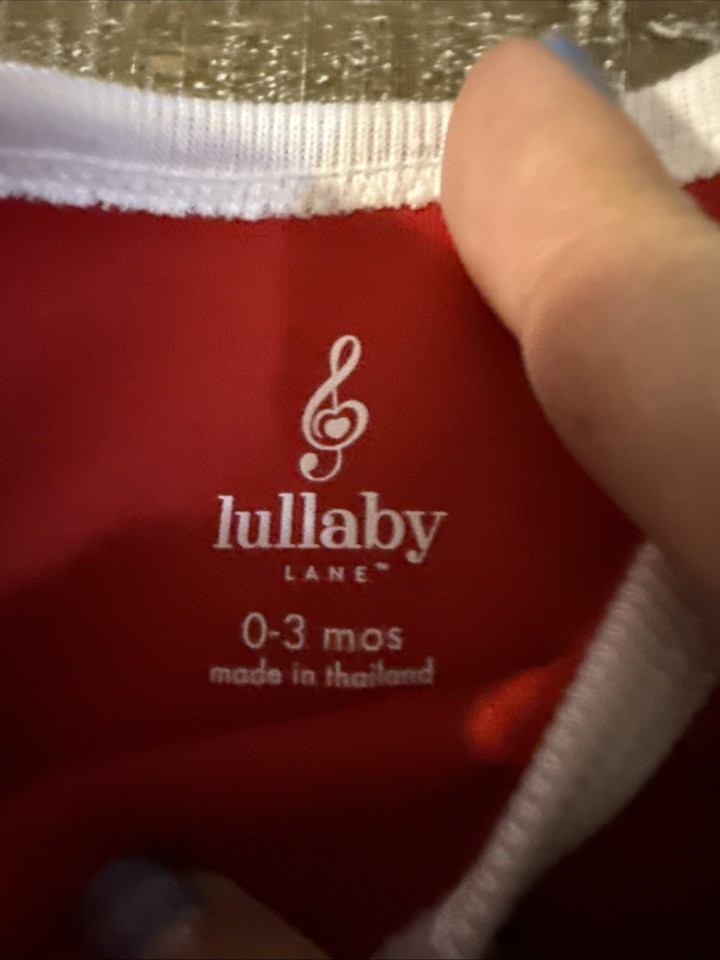 lullaby
LANE™
0-3 mos
made in thailand